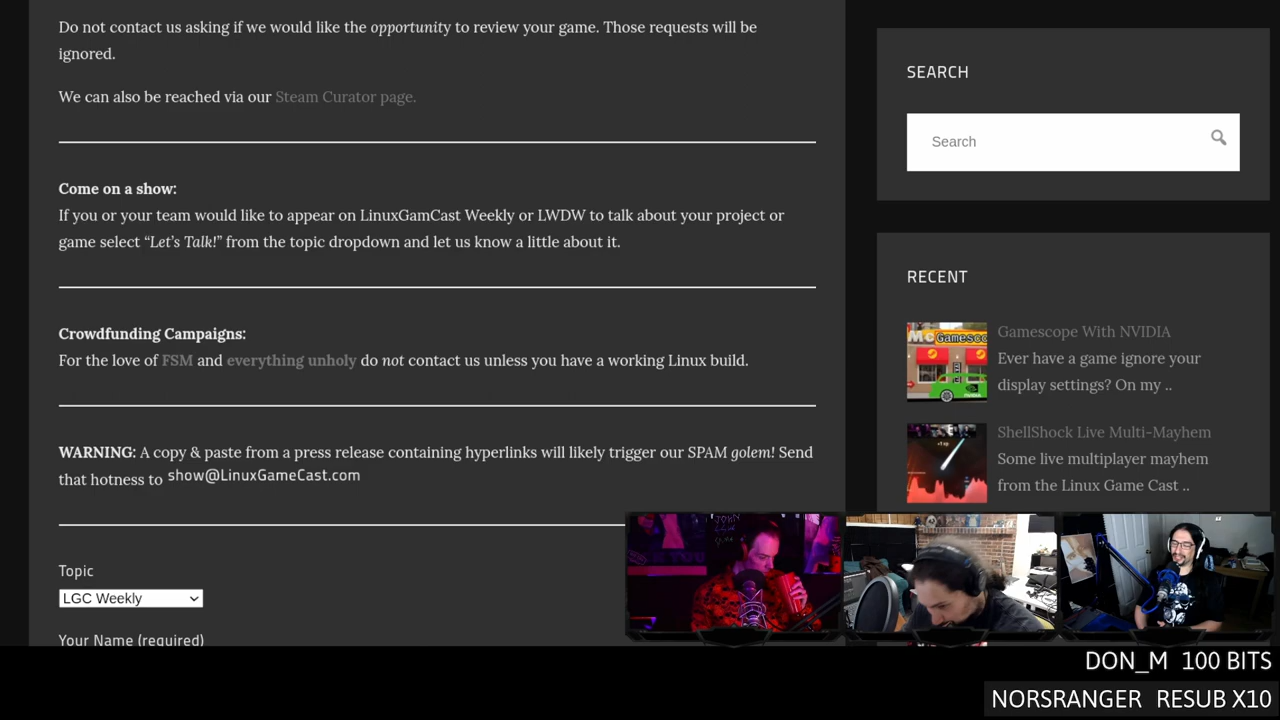 Do not contact us asking if we would like the opportunity to review your game. Those requests will be
ignored.
We can also be reached via our Steam Curator page.
Come on a show:
If you or your team would like to appear on LinuxGamCast Weekly or LWDW to talk about your project or
game select “Let’s Talk!” from the topic dropdown and let us know a little about it.
Crowdfunding Campaigns:
For the love of FSM and everything unholy do not contact us unless you have a working Linux build.
WARNING: A copy & paste from a press release containing hyperlinks will likely trigger our SPAM golem! Send
that hotness to show@LinuxGameCast.com
Topic
LGC Weekly
Your Name (required)
SEARCH
Search
RECENT
Gamescope With NVIDIA
Ever have a game ignore your
display settings? On my ..
ShellShock Live Multi-Mayhem
Some live multiplayer mayhem
from the Linux Game Cast ..
DON_M 100 BITS
NORSRANGER RESUB X10